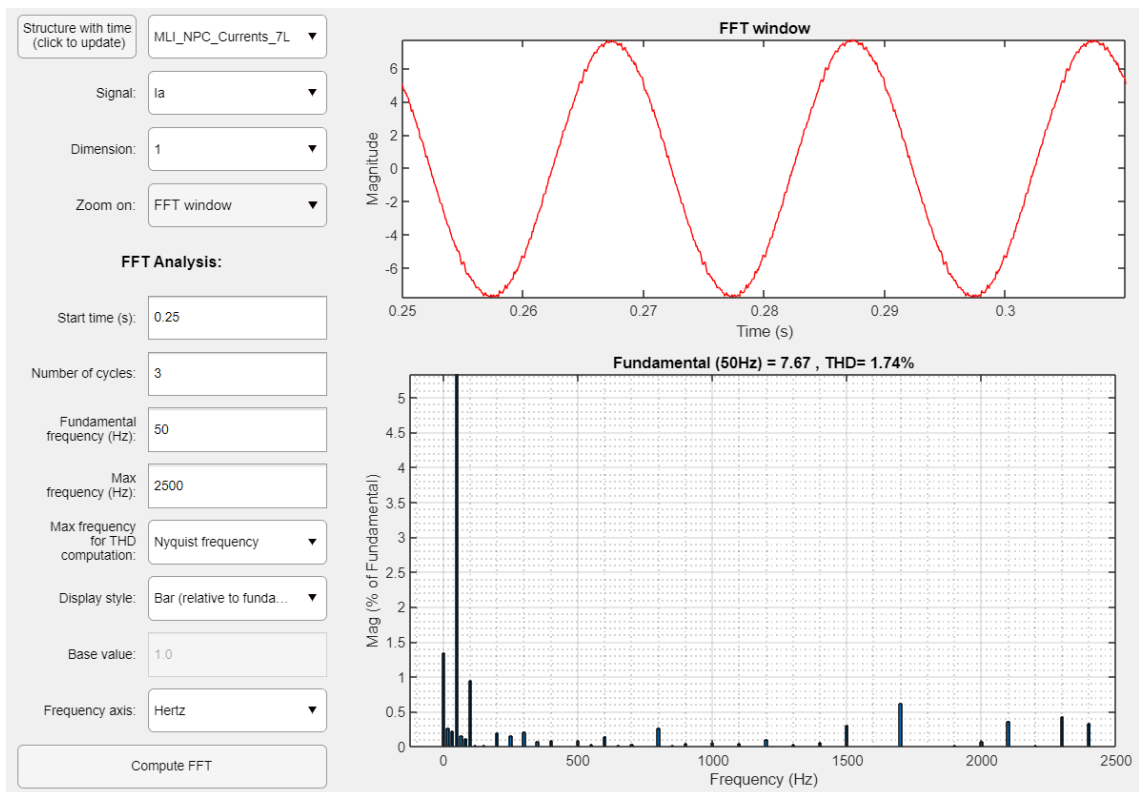 Structure with time
(click to update)
MLI_NPC_Currents_7L
Signal:
Ia
Dimension:
1
Zoom on:
FFT window
FFT Analysis:
Start time (s):
0.25
Number of cycles:
3
Fundamental
frequency (Hz):
50
Max
frequency (Hz):
2500
Max frequency
for THD
computation:
Nyquist frequency
Display style:
Bar (relative to funda...
Base value:
1.0
Frequency axis:
Hertz
Compute FFT
FFT window
Magnitude
6
4
2
0
-2
-4
-6
0.25
0.26
0.27
0.28
0.29
0.3
Time (s)
Fundamental (50Hz) = 7.67 , THD= 1.74%
Mag (% of Fundamental)
5
4.5
4
3.5
3
2.5
2
1.5
1
0.5
0
0
500
1000
1500
2000
2500
Frequency (Hz)